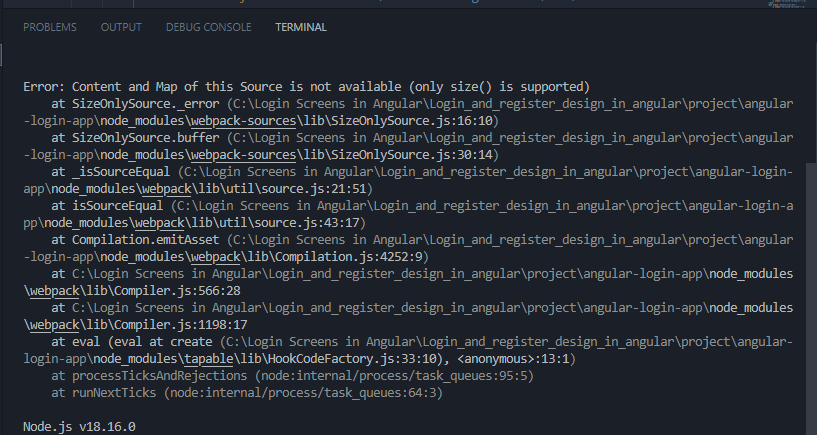 PROBLEMS OUTPUT DEBUG CONSOLE TERMINAL
Error: Content and Map of this Source is not available (only size() is supported)
    at SizeOnlySource._error (C:\Login Screens in Angular\Login_and_register_design_in_angular\project\angular
-login-app\node_modules\webpack-sources\lib\SizeOnlySource.js:16:10)
    at SizeOnlySource.buffer (C:\Login Screens in Angular\Login_and_register_design_in_angular\project\angular
-login-app\node_modules\webpack-sources\lib\SizeOnlySource.js:30:14)
    at _isSourceEqual (C:\Login Screens in Angular\Login_and_register_design_in_angular\project\angular-login-
app\node_modules\webpack\lib\util\source.js:21:51)
    at isSourceEqual (C:\Login Screens in Angular\Login_and_register_design_in_angular\project\angular-login-a
pp\node_modules\webpack\lib\util\source.js:43:17)
    at Compilation.emitAsset (C:\Login Screens in Angular\Login_and_register_design_in_angular\project\angular
-login-app\node_modules\webpack\lib\Compilation.js:4252:9)
    at C:\Login Screens in Angular\Login_and_register_design_in_angular\project\angular-login-app\node_modules
\webpack\lib\Compiler.js:566:28
    at C:\Login Screens in Angular\Login_and_register_design_in_angular\project\angular-login-app\node_modules
\webpack\lib\Compiler.js:1198:17
    at eval (eval at create (C:\Login Screens in Angular\Login_and_register_design_in_angular\project\angular-
login-app\node_modules\tapable\lib\HookCodeFactory.js:33:10), <anonymous>:13:1)
    at processTicksAndRejections (node:internal/process/task_queues:95:5)
    at runNextTicks (node:internal/process/task_queues:64:3)
Node.js v18.16.0